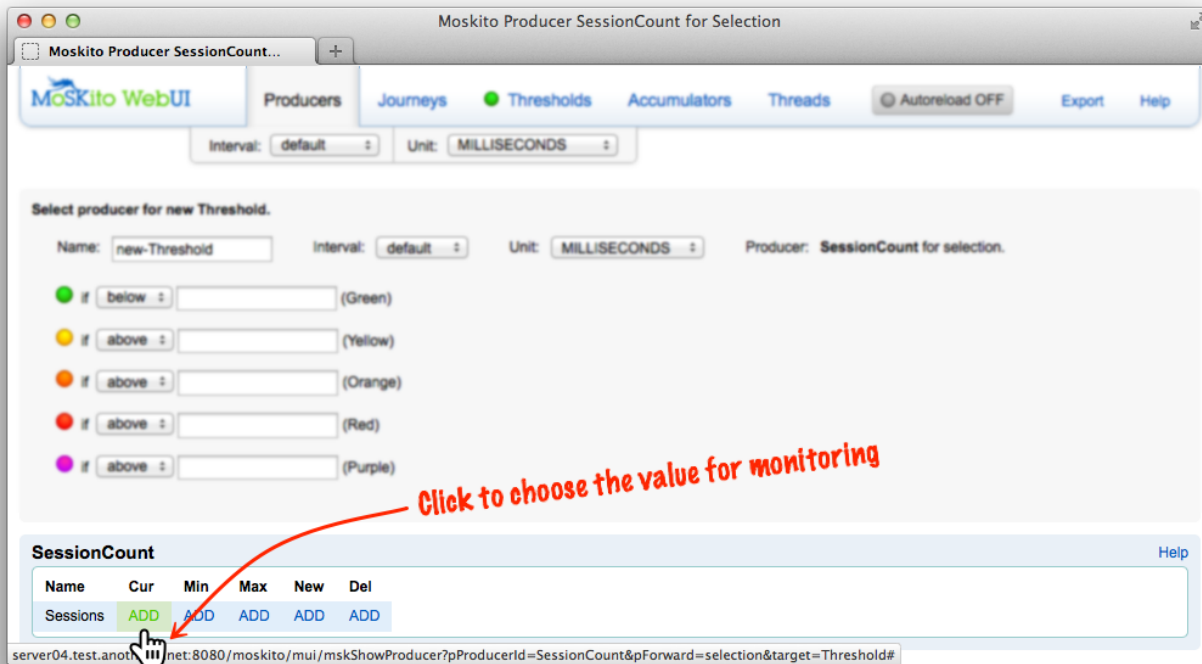 Moskito Producer SessionCount for Selection
Moskito Producer SessionCount...
MoSKito WebUI Producers Journeys Thresholds Accumulators Threads Autoreload OFF Export Help
Interval: default Unit: MILLISECONDS
Select producer for new Threshold.
Name: new-Threshold Interval: default Unit: MILLISECONDS Producer: SessionCount for selection.
if below (Green)
if above (Yellow)
if above (Orange)
if above (Red)
if above (Purple)
Click to choose the value for monitoring
SessionCount Help
Name Cur Min Max New Del
Sessions ADD ADD ADD ADD ADD
net:8080/moskito/mui/mskShowProducer?pProducerId=SessionCount&pForward=selection&target=Threshold#